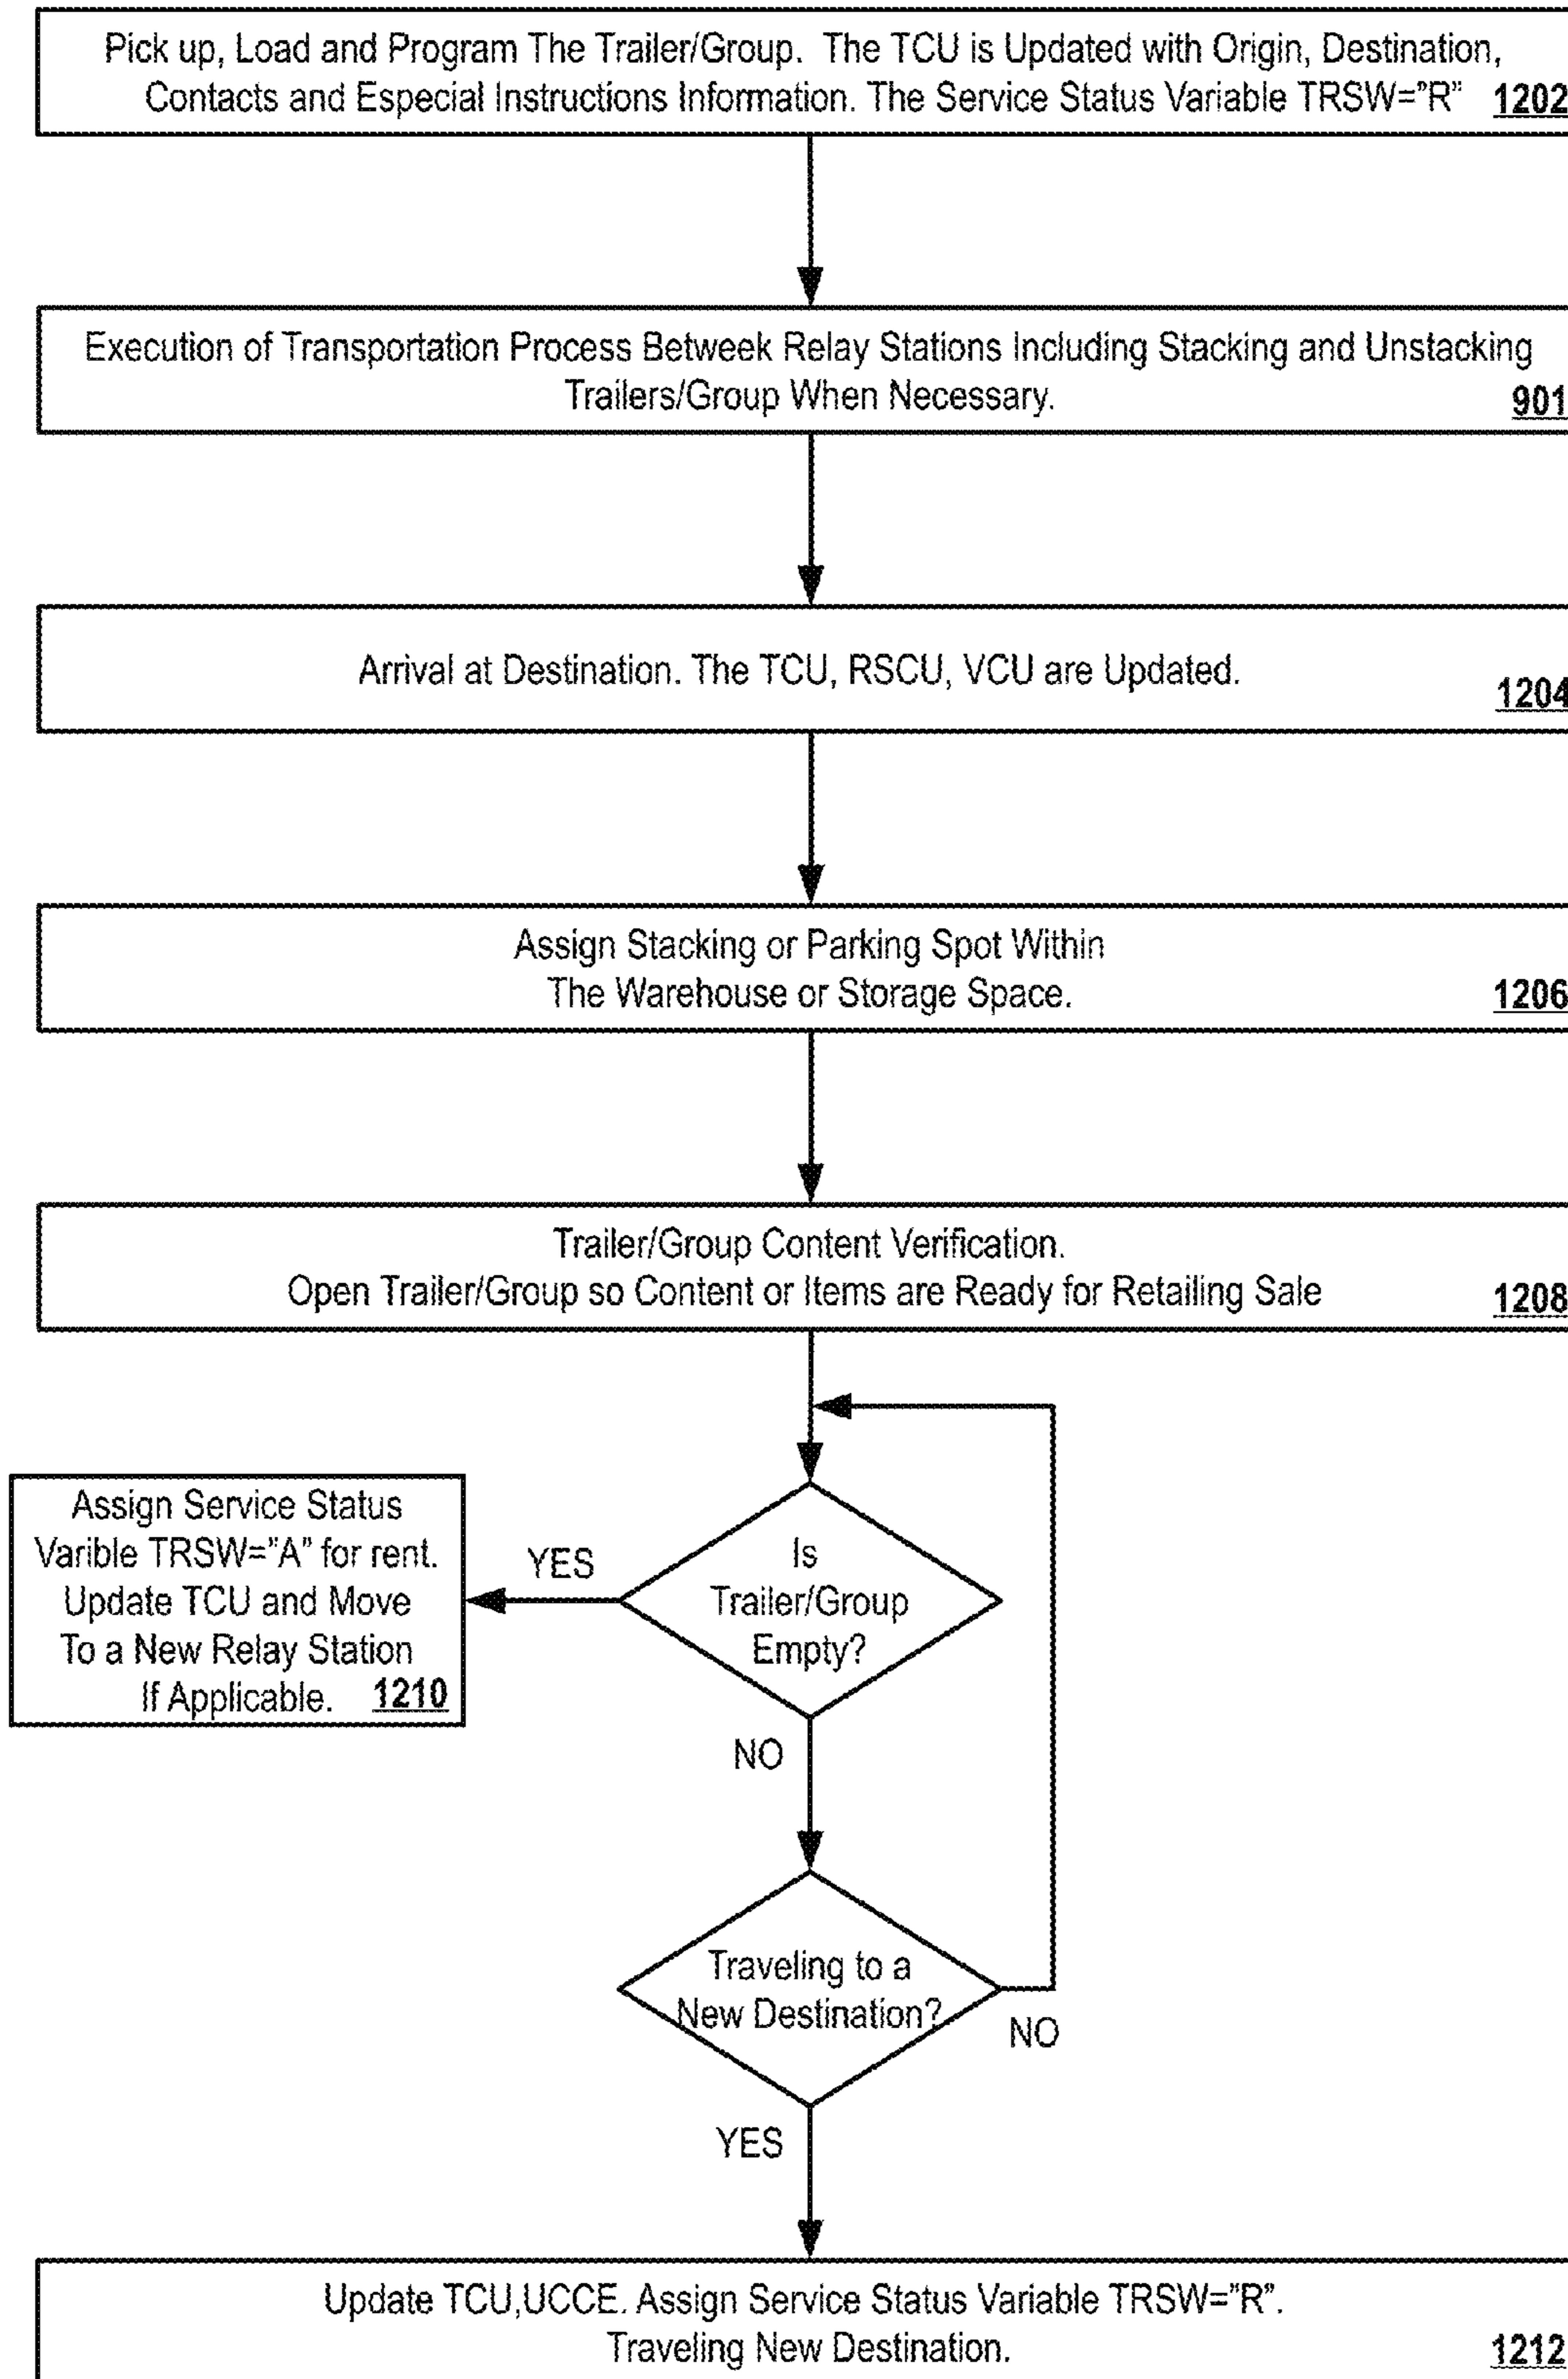 Pick up, Load and Program The Trailer/Group. The TCU is Updated with Origin, Destination,
Contacts and Especial Instructions Information. The Service Status Variable TRSW="R" 1202
Execution of Transportation Process Betweek Relay Stations Including Stacking and Unstacking
Trailers/Group When Necessary. 901
Arrival at Destination. The TCU, RSCU, VCU are Updated. 1204
Assign Stacking or Parking Spot Within
The Warehouse or Storage Space. 1206
Trailer/Group Content Verification.
Open Trailer/Group so Content or Items are Ready for Retailing Sale 1208
Assign Service Status
Varible TRSW="A" for rent.
Update TCU and Move
To a New Relay Station
If Applicable. 1210
YES
Is
Trailer/Group
Empty?
NO
Traveling to a
New Destination?
NO
YES
Update TCU,UCCE. Assign Service Status Variable TRSW="R".
Traveling New Destination. 1212